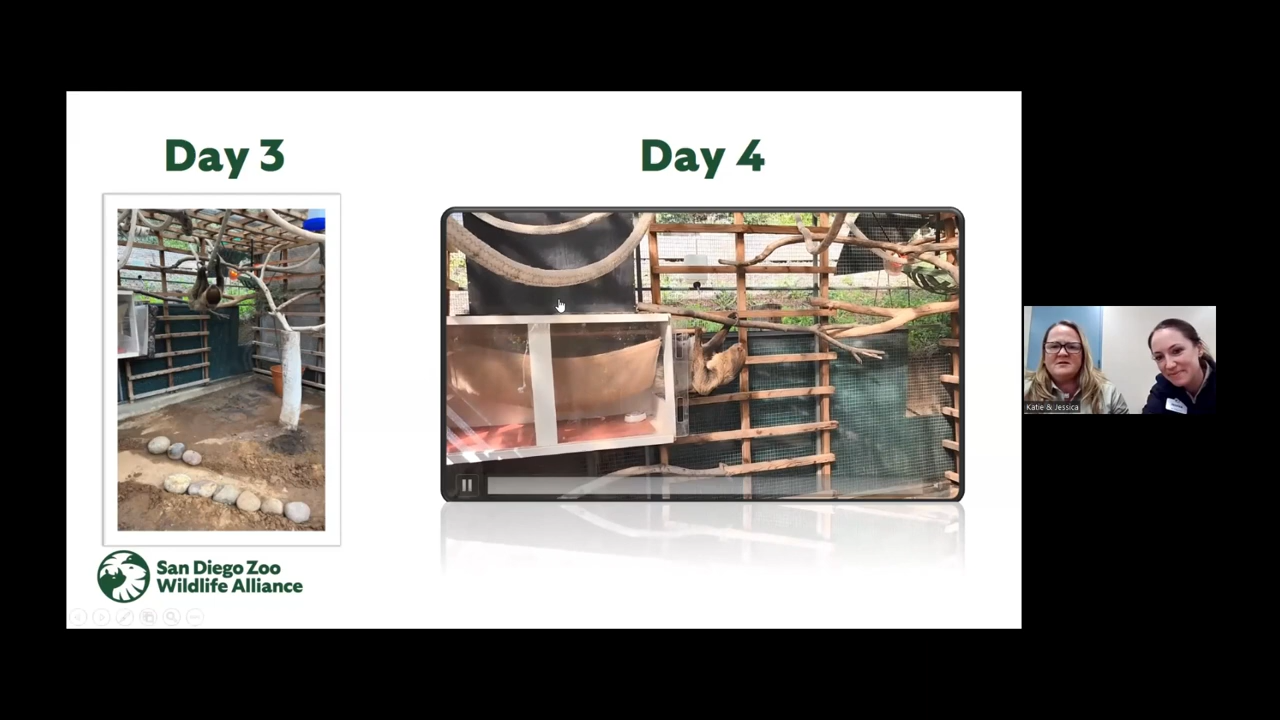 Day 3
Day 4
San Diego Zoo
Wildlife Alliance
Katie & Jessica